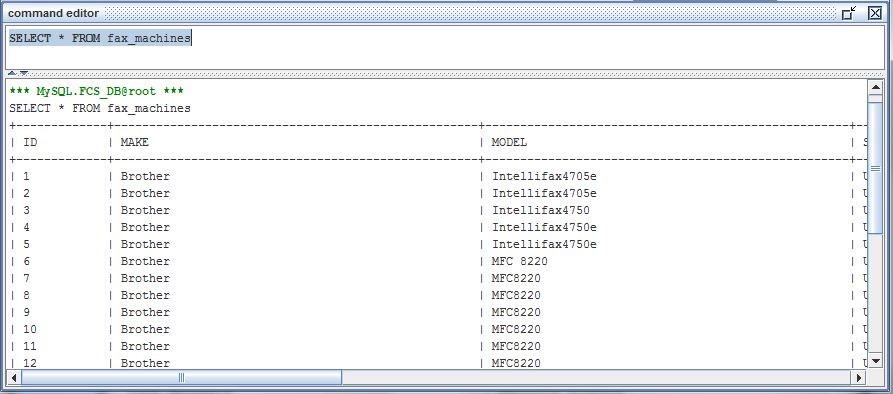 command editor
SELECT * FROM fax_machines
*** MySQL.FCS_DB@root ***
SELECT * FROM fax_machines
| ID | MAKE | MODEL |
| 1 | Brother | Intellifax4705e |
| 2 | Brother | Intellifax4705e |
| 3 | Brother | Intellifax4750 |
| 4 | Brother | Intellifax4750e |
| 5 | Brother | Intellifax4750e |
| 6 | Brother | MFC 8220 |
| 7 | Brother | MFC8220 |
| 8 | Brother | MFC8220 |
| 9 | Brother | MFC8220 |
| 10 | Brother | MFC8220 |
| 11 | Brother | MFC8220 |
| 12 | Brother | MFC8220 |